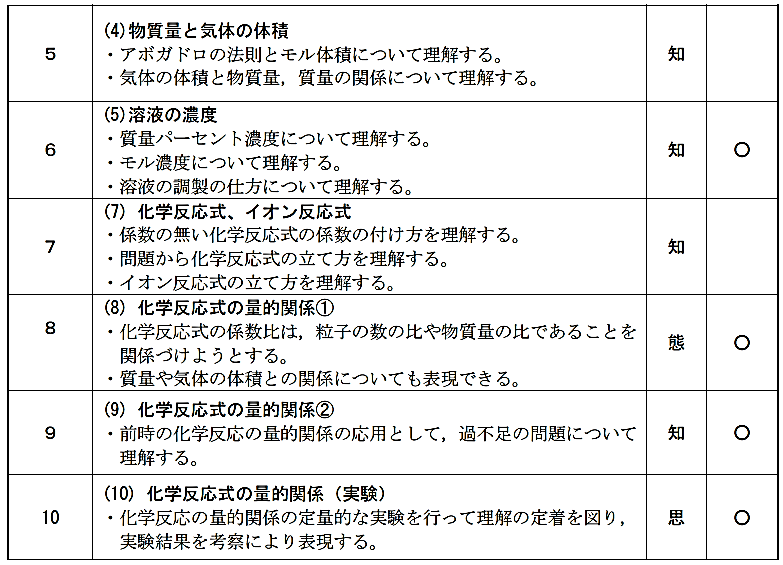 (4)物質量と気体の体積
5
・アボガドロの法則とモル体積について理解する。
知
・気体の体積と物質量，質量の関係について理解する。
(5)溶液の濃度
・質量パーセント濃度について理解する。
6
知
〇
・モル濃度について理解する。
・溶液の調製の仕方について理解する。
(7) 化学反応式、イオン反応式
・係数の無い化学反応式の係数の付け方を理解する。
7
知
・問題から化学反応式の立て方を理解する。
・イオン反応式の立て方を理解する。
(8) 化学反応式の量的関係①
8
・化学反応式の係数比は，粒子の数の比や物質量の比であることを
関係づけようとする。
態
〇
・質量や気体の体積との関係についても表現できる。
(9) 化学反応式の量的関係②
9
・前時の化学反応の量的関係の応用として，過不足の問題について
知
〇
理解する。
(10) 化学反応式の量的関係（実験）
10
・化学反応の量的関係の定量的な実験を行って理解の定着を図り，
思
〇
実験結果を考察により表現する。